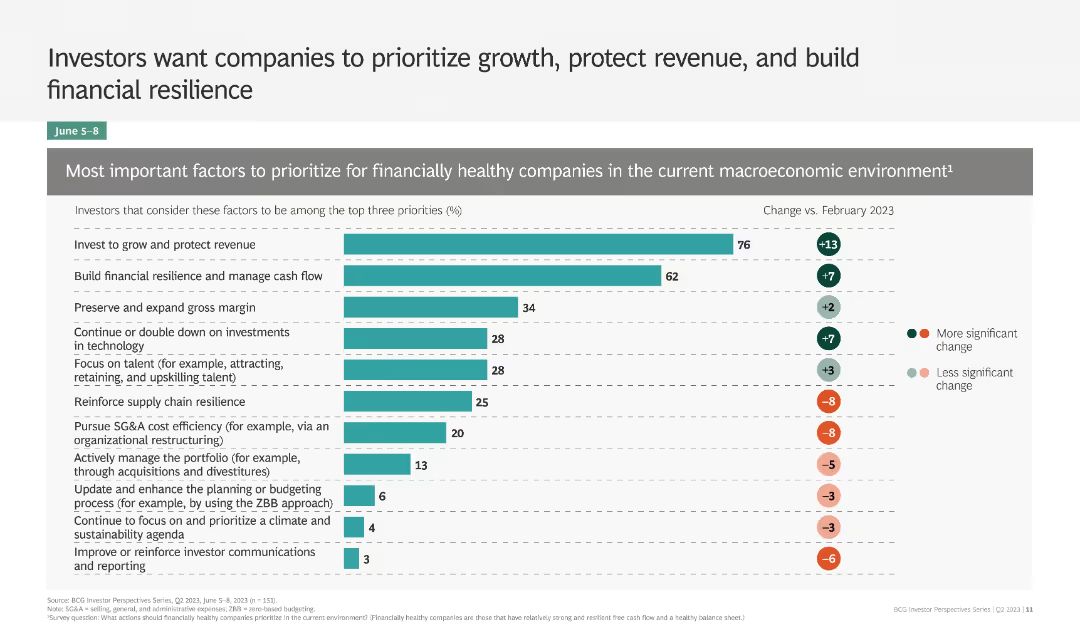 Investors want companies to prioritize growth, protect revenue, and build
financial resilience
June 5–8
Most important factors to prioritize for financially healthy companies in the current macroeconomic environment¹
Investors that consider these factors to be among the top three priorities (%)
Change vs. February 2023
Invest to grow and protect revenue 76 +13
Build financial resilience and manage cash flow 62 +7
Preserve and expand gross margin 34 +2
Continue or double down on investments
in technology 28 +7
Focus on talent (for example, attracting,
retaining, and upskilling talent) 28 +3
Reinforce supply chain resilience 25 –8
Pursue SG&A cost efficiency (for example, via an
organizational restructuring) 20 –8
Actively manage the portfolio (for example,
through acquisitions and divestitures) 13 –5
Update and enhance the planning or budgeting
process (for example, by using the ZBB approach) 6 –3
Continue to focus on and prioritize a climate and
sustainability agenda 4 –3
Improve or reinforce investor communications
and reporting 3 –6
More significant
change
Less significant
change
Source: BCG Investor Perspectives Series, Q2 2023, June 5–8, 2023 (n = 151).
Note: SG&A = selling, general, and administrative expenses; ZBB = zero-based budgeting.
¹Survey question: What actions should financially healthy companies prioritize in the current environment? (Financially healthy companies are those that have relatively strong and resilient free cash flow and a healthy balance sheet.)
BCG Investor Perspectives Series | Q2 2023 | 11